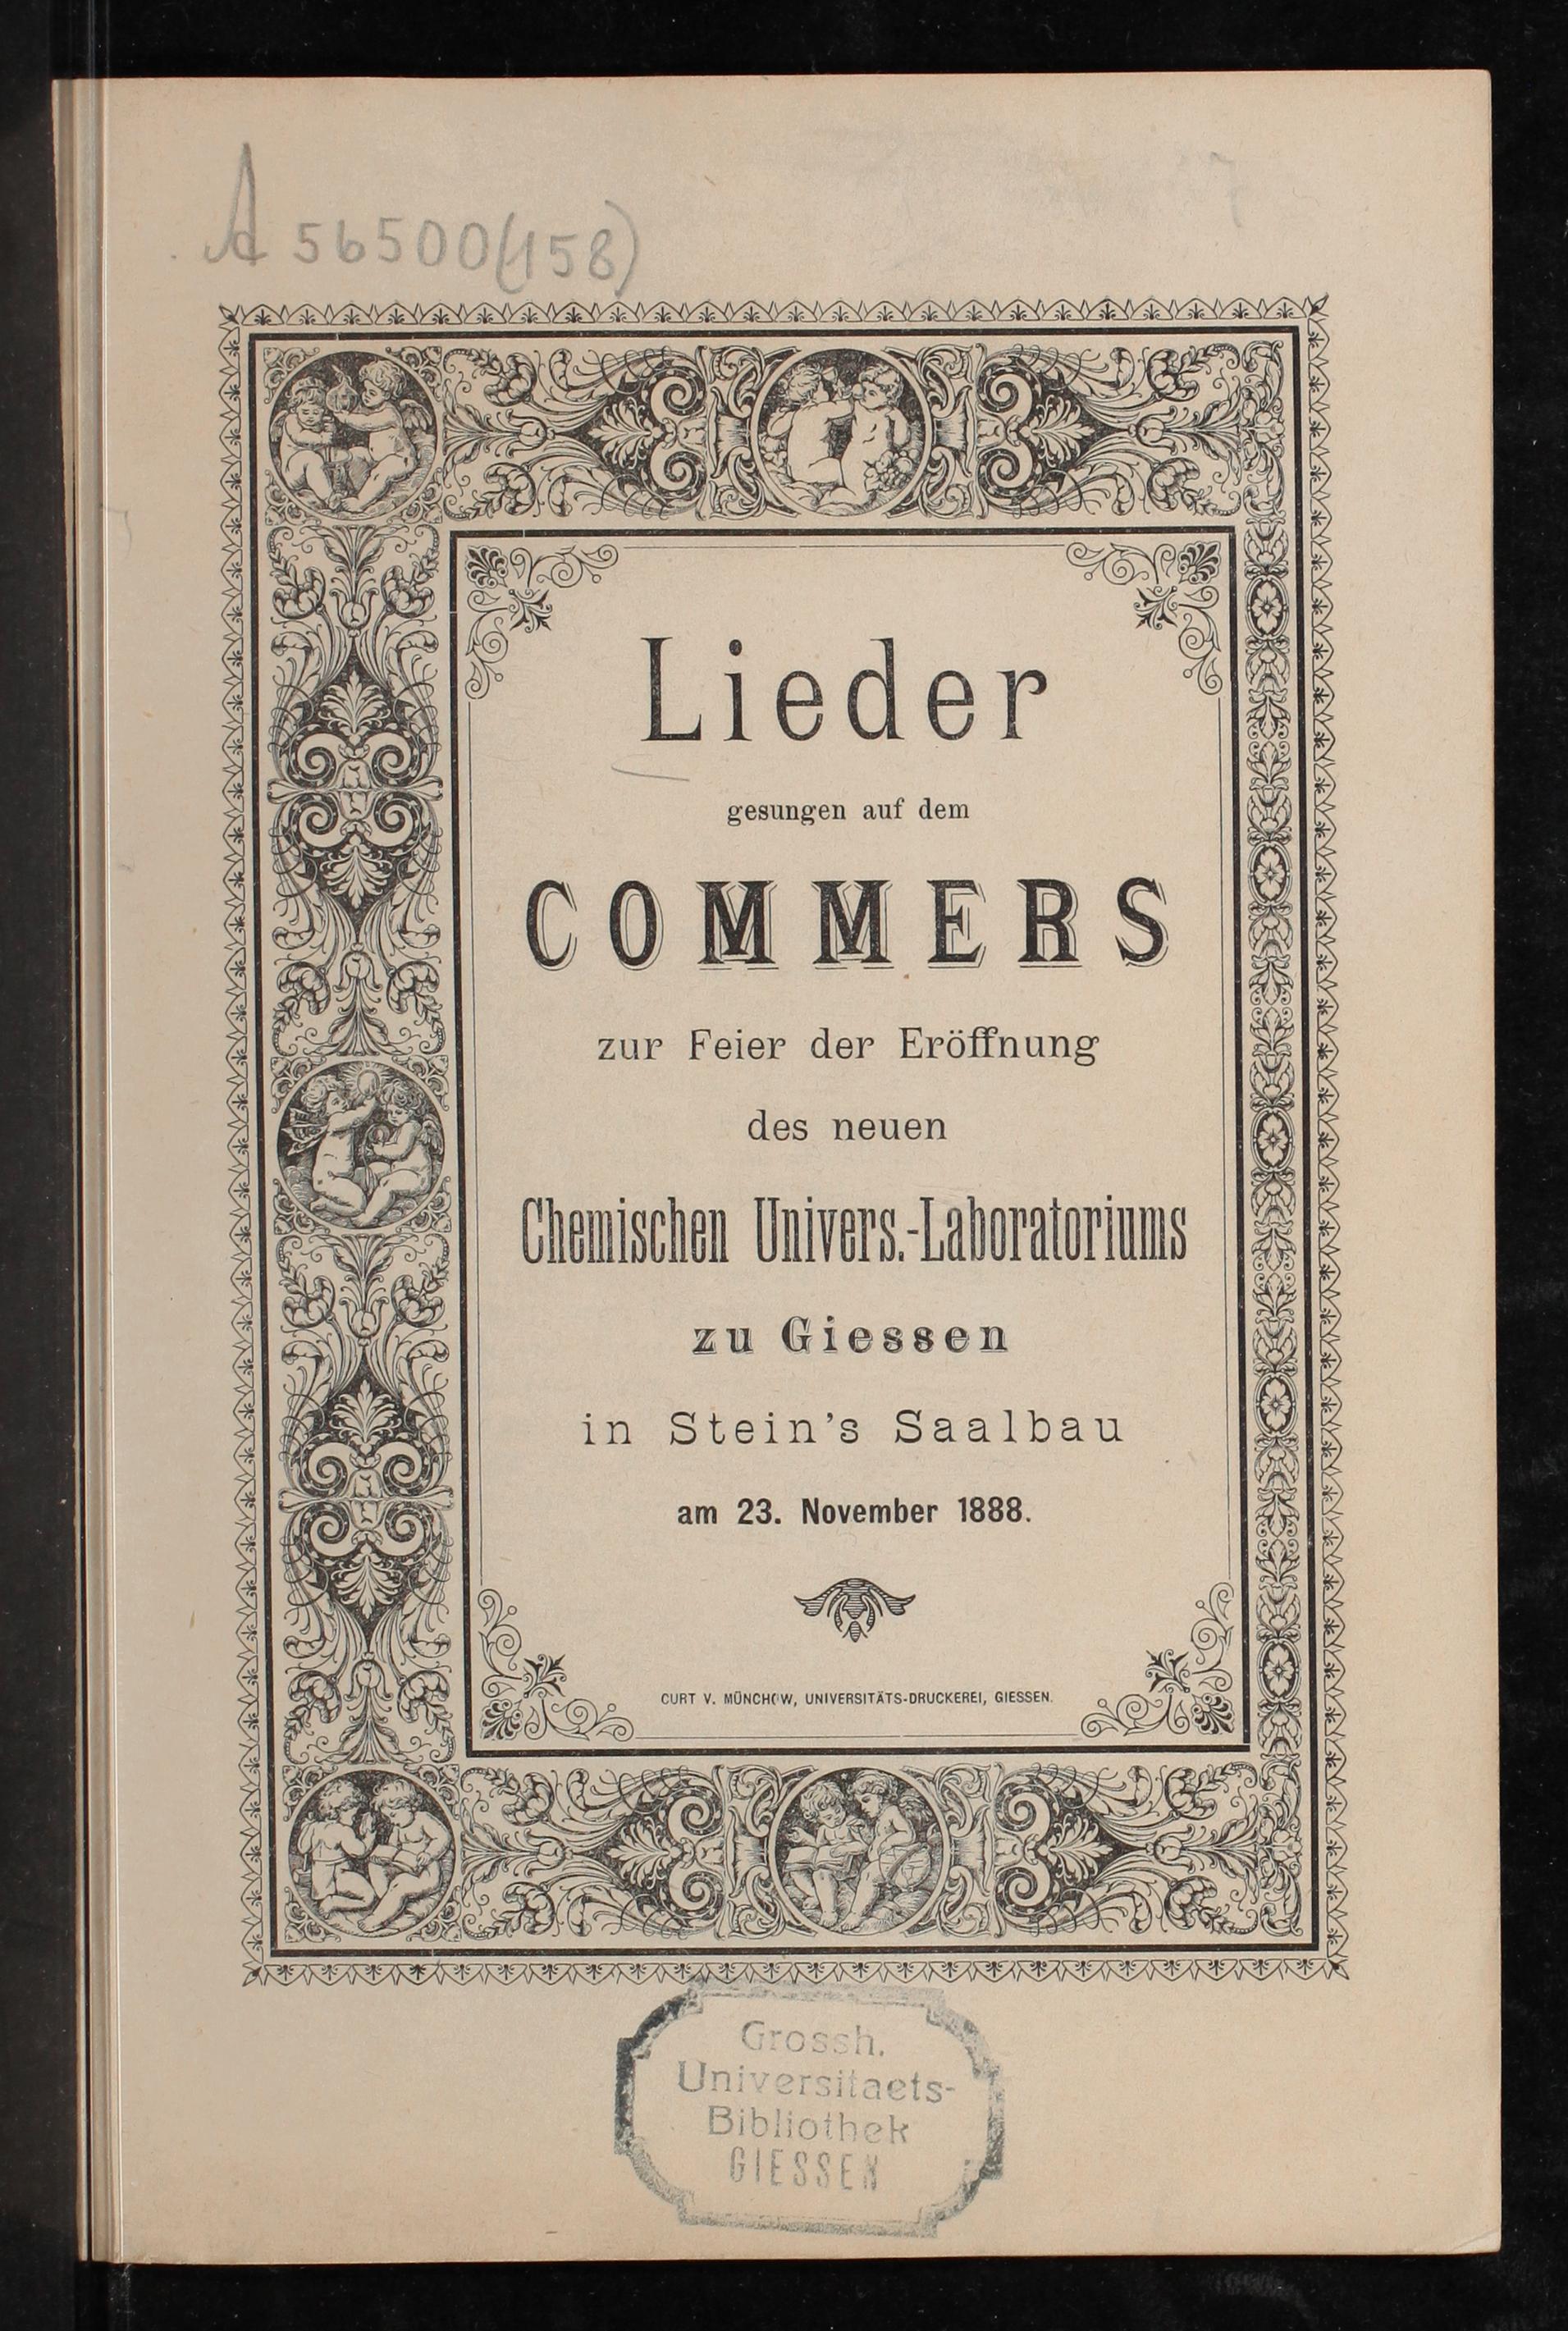 A 56500(158)
Lieder
gesungen auf dem
COMMERS
zur Feier der Eröffnung
des neuen
Chemischen Univers.-Laboratoriums
zu Giessen
in Stein's Saalbau
am 23. November 1888.
CURT V. MÜNCHOW, UNIVERSITÄTS-DRUCKEREI, GIESSEN.
Grossh.
Universitaets-
Bibliothek
GIESSEN